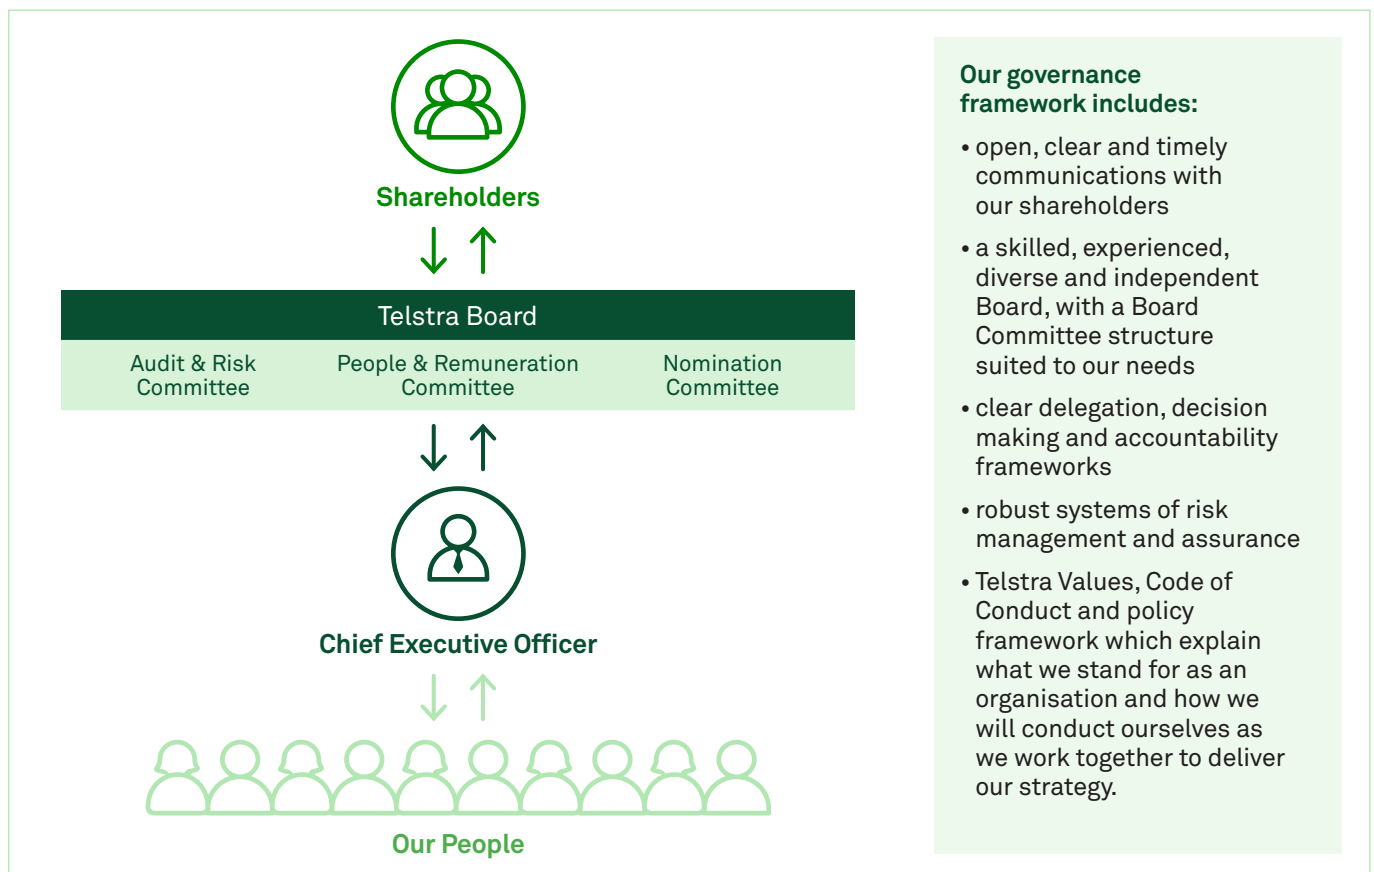 Shareholders
Telstra Board
Audit & Risk
Committee
People & Remuneration
Committee
Nomination
Committee
Chief Executive Officer
Our People
Our governance
framework includes:
• open, clear and timely
communications with
our shareholders
• a skilled, experienced,
diverse and independent
Board, with a Board
Committee structure
suited to our needs
• clear delegation, decision
making and accountability
frameworks
• robust systems of risk
management and assurance
• Telstra Values, Code of
Conduct and policy
framework which explain
what we stand for as an
organisation and how we
will conduct ourselves as
we work together to deliver
our strategy.